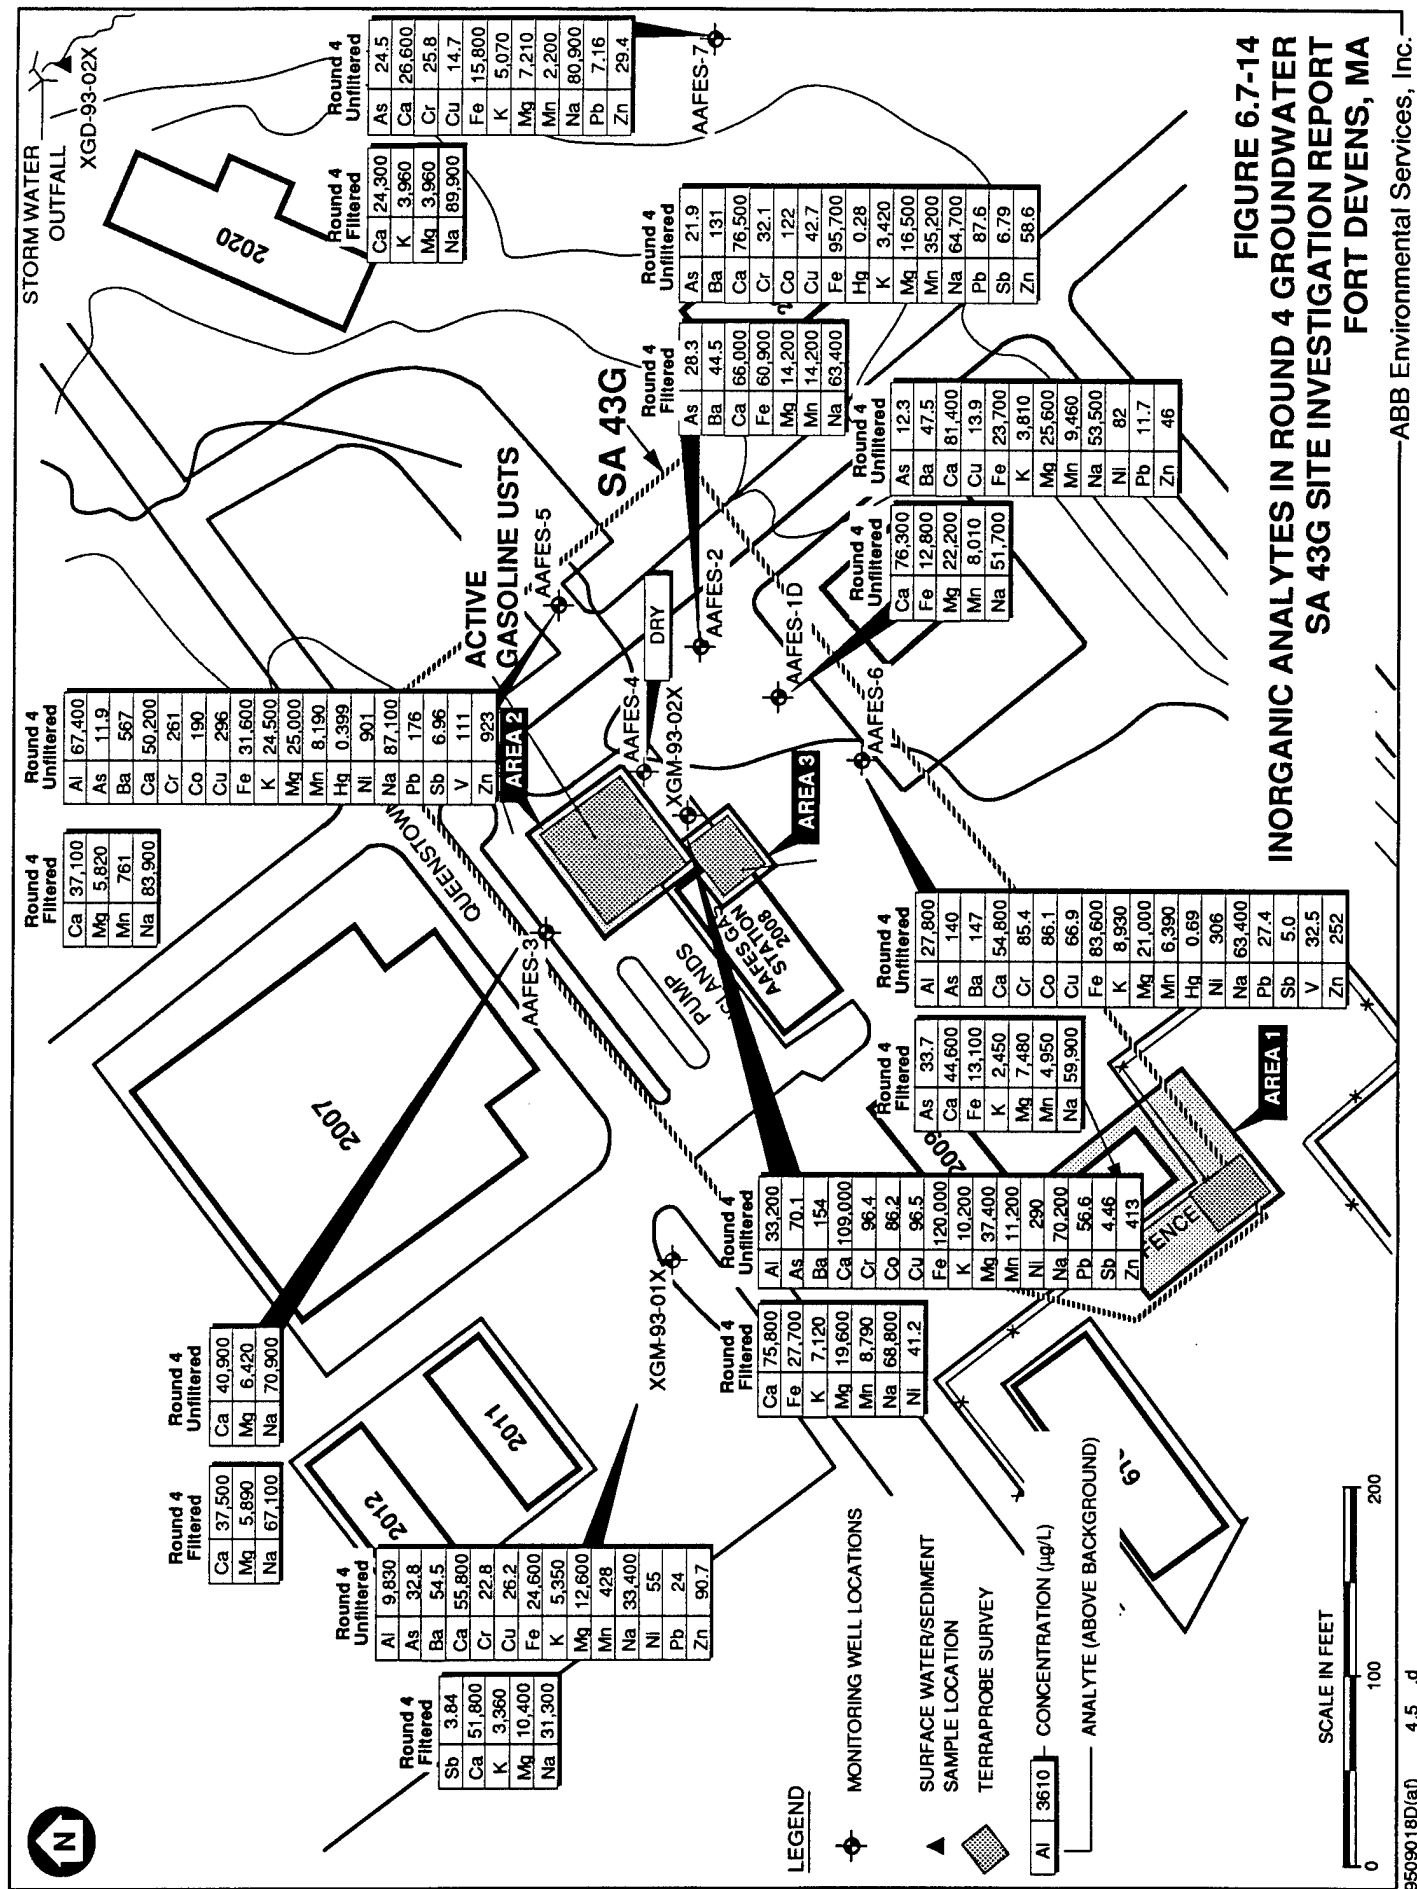 N
STORM WATER
OUTFALL
XGD-93-02X
2020
Round 4
Filtered
Ca 24,300
K 3,960
Mg 3,960
Na 89,900
Round 4
Unfiltered
As 24.5
Ca 26,600
Cr 25.8
Cu 14.7
Fe 15,800
K 5,070
Mg 7,210
Mn 2,200
Na 80,900
Pb 7.16
Zn 29.4
AAFES-7
Round 4
Filtered
Ca 37,100
Mg 5,820
Mn 761
Na 83,900
Round 4
Unfiltered
Al 67,400
As 11.9
Ba 567
Ca 50,200
Cr 261
Co 190
Cu 296
Fe 31,600
K 24,500
Mg 25,000
Mn 8,190
Hg 0.399
Ni 901
Na 87,100
Pb 176
Sb 6.96
V 111
Zn 923
ACTIVE
GASOLINE USTS
AREA 2
AAFES-5
SA 43G
QUEENSTOWN
2007
Round 4
Filtered
Ca 37,500
Mg 5,890
Na 67,100
Round 4
Unfiltered
Ca 40,900
Mg 6,420
Na 70,900
AAFES-3
2012
2011
Round 4
Filtered
Sb 3.84
Ca 51,800
K 3,360
Mg 10,400
Na 31,300
Round 4
Unfiltered
Al 9,830
As 32.8
Ba 54.5
Ca 55,800
Cr 22.8
Cu 26.2
Fe 24,600
K 5,350
Mg 12,600
Mn 428
Na 33,400
Ni 55
Pb 24
Zn 90.7
XGM-93-01X
AAFES-4
DRY
XGM-93-02X
AAFES-2
Round 4
Filtered
As 28.3
Ba 44.5
Ca 66,000
Fe 60,900
Mg 14,200
Mn 14,200
Na 63,400
Round 4
Unfiltered
As 21.9
Ba 131
Ca 76,500
Cr 32.1
Co 122
Cu 42.7
Fe 95,700
Hg 0.28
K 3,420
Mg 16,500
Mn 35,200
Na 64,700
Pb 87.6
Sb 6.79
Zn 58.6
PUMP
ISLANDS
AAFES GAS
STATION
2008
AREA 3
AAFES-1D
Round 4
Unfiltered
Ca 76,300
Fe 12,800
Mg 22,200
Mn 8,010
Na 51,700
Round 4
Unfiltered
As 12.3
Ba 47.5
Ca 81,400
Cu 13.9
Fe 23,700
K 3,810
Mg 25,600
Mn 9,460
Na 53,500
Ni 82
Pb 11.7
Zn 46
AAFES-6
Round 4
Filtered
Ca 75,800
Fe 27,700
K 7,120
Mg 19,600
Mn 8,790
Na 68,800
Ni 41.2
Round 4
Unfiltered
Al 33,200
As 70.1
Ba 154
Ca 109,000
Cr 96.4
Co 86.2
Cu 96.5
Fe 120,000
K 10,200
Mg 37,400
Mn 11,200
Ni 290
Na 70,200
Pb 56.6
Sb 4.46
Zn 413
2009
Round 4
Filtered
As 33.7
Ca 44,600
Fe 13,100
K 2,450
Mg 7,480
Mn 4,950
Na 59,900
Round 4
Unfiltered
Al 27,800
As 140
Ba 147
Ca 54,800
Cr 85.4
Co 86.1
Cu 66.9
Fe 83,600
K 8,930
Mg 21,000
Mn 6,390
Hg 0.69
Ni 306
Na 63,400
Pb 27.4
Sb 5.0
V 32.5
Zn 252
FENCE
AREA 1
LEGEND
MONITORING WELL LOCATIONS
SURFACE WATER/SEDIMENT
SAMPLE LOCATION
TERRAPROBE SURVEY
Al 3610 CONCENTRATION (µg/L)
ANALYTE (ABOVE BACKGROUND)
SCALE IN FEET
0 100 200
FIGURE 6.7-14
INORGANIC ANALYTES IN ROUND 4 GROUNDWATER
SA 43G SITE INVESTIGATION REPORT
FORT DEVENS, MA
ABB Environmental Services, Inc.
9509018D(af)